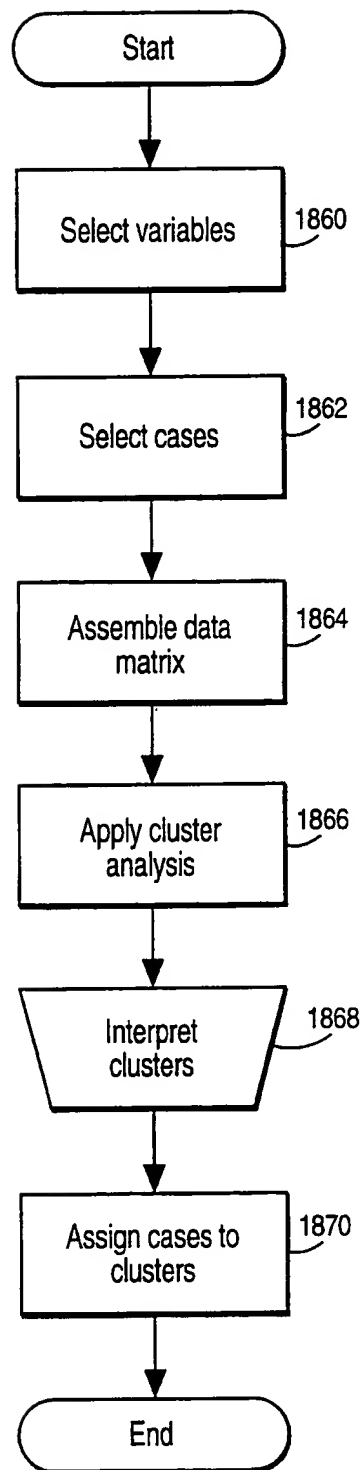 Start
Select variables
1860
Select cases
1862
Assemble data
matrix
1864
Apply cluster
analysis
1866
Interpret
clusters
1868
Assign cases to
clusters
1870
End